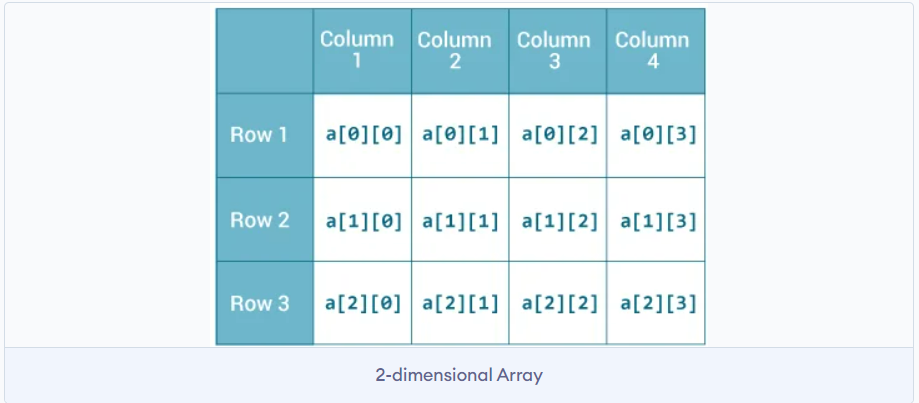 Column 1 Column 2 Column 3 Column 4
Row 1 a[0][0] a[0][1] a[0][2] a[0][3]
Row 2 a[1][0] a[1][1] a[1][2] a[1][3]
Row 3 a[2][0] a[2][1] a[2][2] a[2][3]
2-dimensional Array